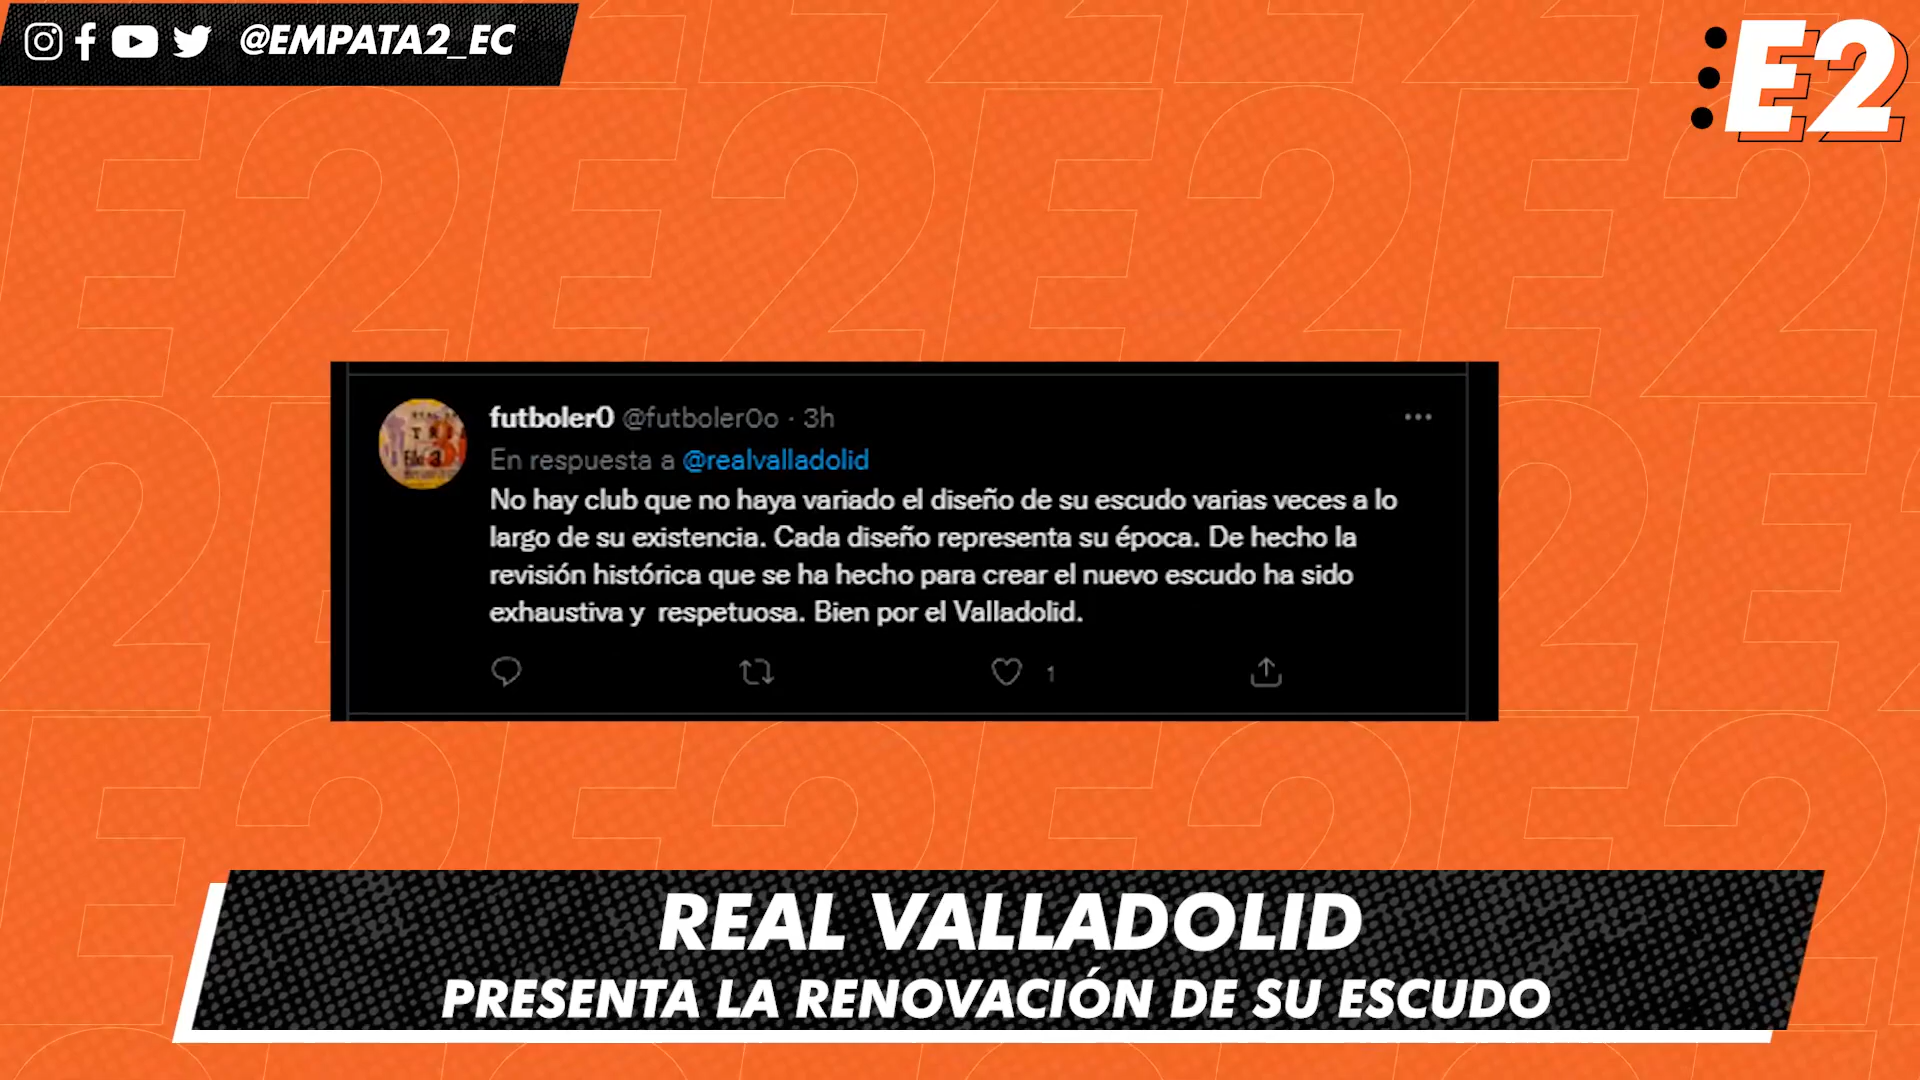 @EMPATA2_EC
E2
futboler0 @futboler0o · 3h
En respuesta a @realvalladolid
No hay club que no haya variado el diseño de su escudo varias veces a lo
largo de su existencia. Cada diseño representa su época. De hecho la
revisión histórica que se ha hecho para crear el nuevo escudo ha sido
exhaustiva y respetuosa. Bien por el Valladolid.
1
REAL VALLADOLID
PRESENTA LA RENOVACIÓN DE SU ESCUDO